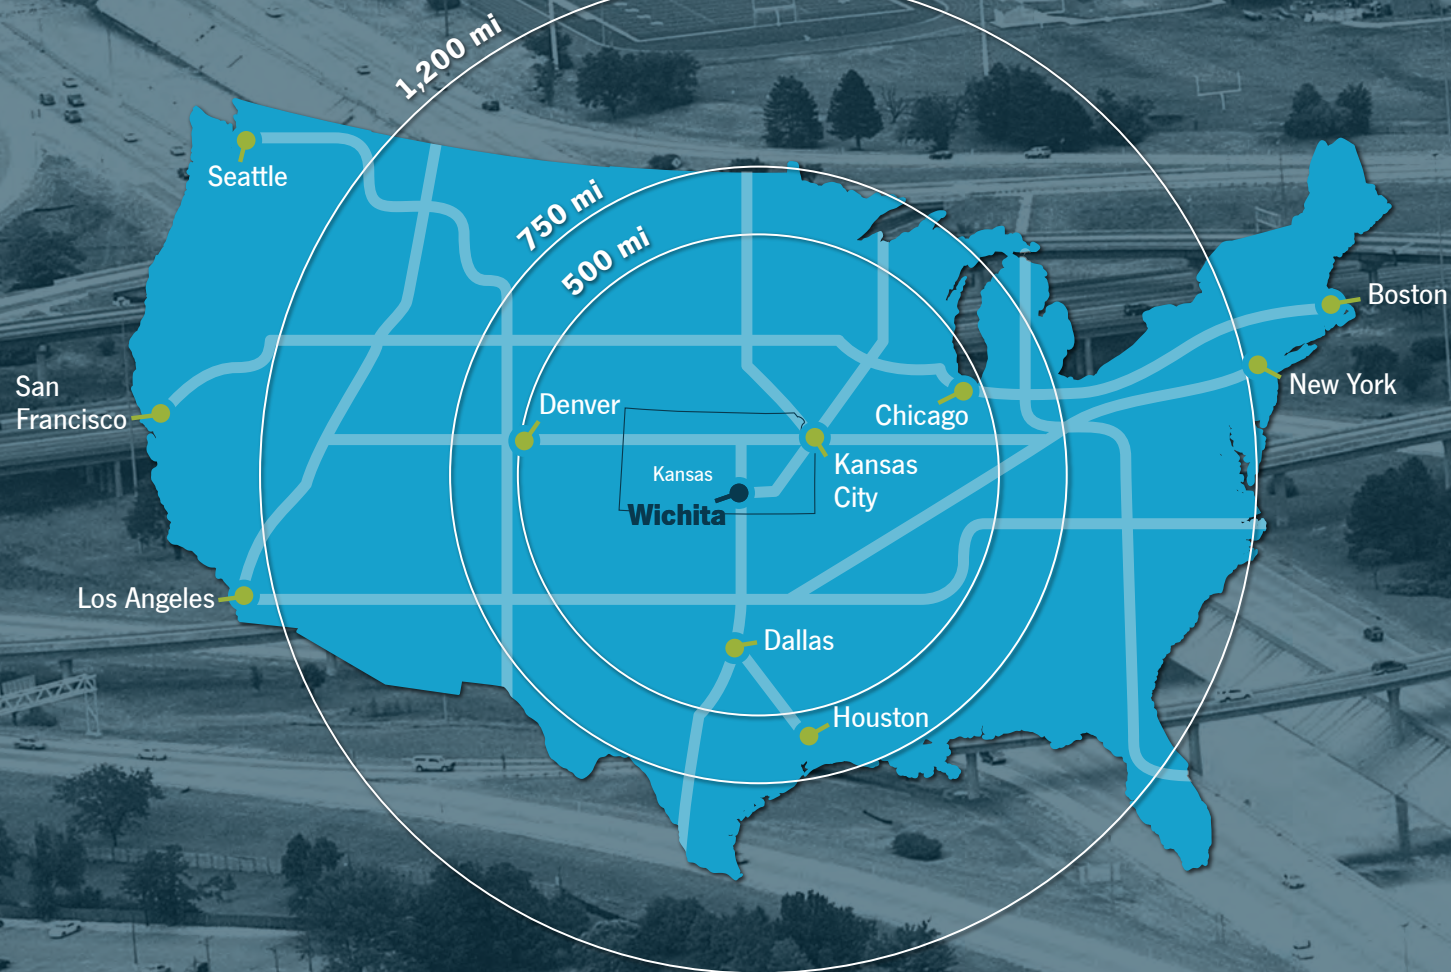 1,200 mi
750 mi
500 mi
Seattle
Boston
San
Francisco
New York
Denver
Chicago
Kansas
City
Kansas
Wichita
Los Angeles
Dallas
Houston